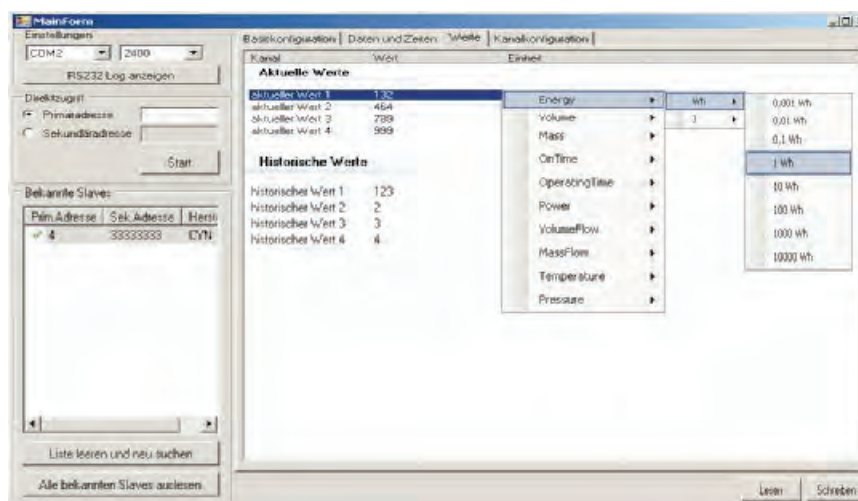 MainForm
Einstellungen
COM2 2400
RS232 Log anzeigen
Direktzugriff
Primäradresse
Sekundäradresse
Start
Bekannte Slaves
Prim.Adresse Sek.Adresse Herst
4 33333333 CYN
Liste leeren und neu suchen
Alle bekannten Slaves auslesen
Basiskonfiguration Daten und Zeiten Werte Kanalkonfiguration
Kanal Wert Einheit
Aktuelle Werte
aktueller Wert 1 132
aktueller Wert 2 464
aktueller Wert 3 789
aktueller Wert 4 999
Historische Werte
historischer Wert 1 123
historischer Wert 2 2
historischer Wert 3 3
historischer Wert 4 4
Energy
Volume
Mass
OnTime
OperatingTime
Power
VolumeFlow
MassFlow
Temperature
Pressure
Wh
J
0,001 Wh
0,01 Wh
0,1 Wh
1 Wh
10 Wh
100 Wh
1000 Wh
10000 Wh
Lesen Schreiben